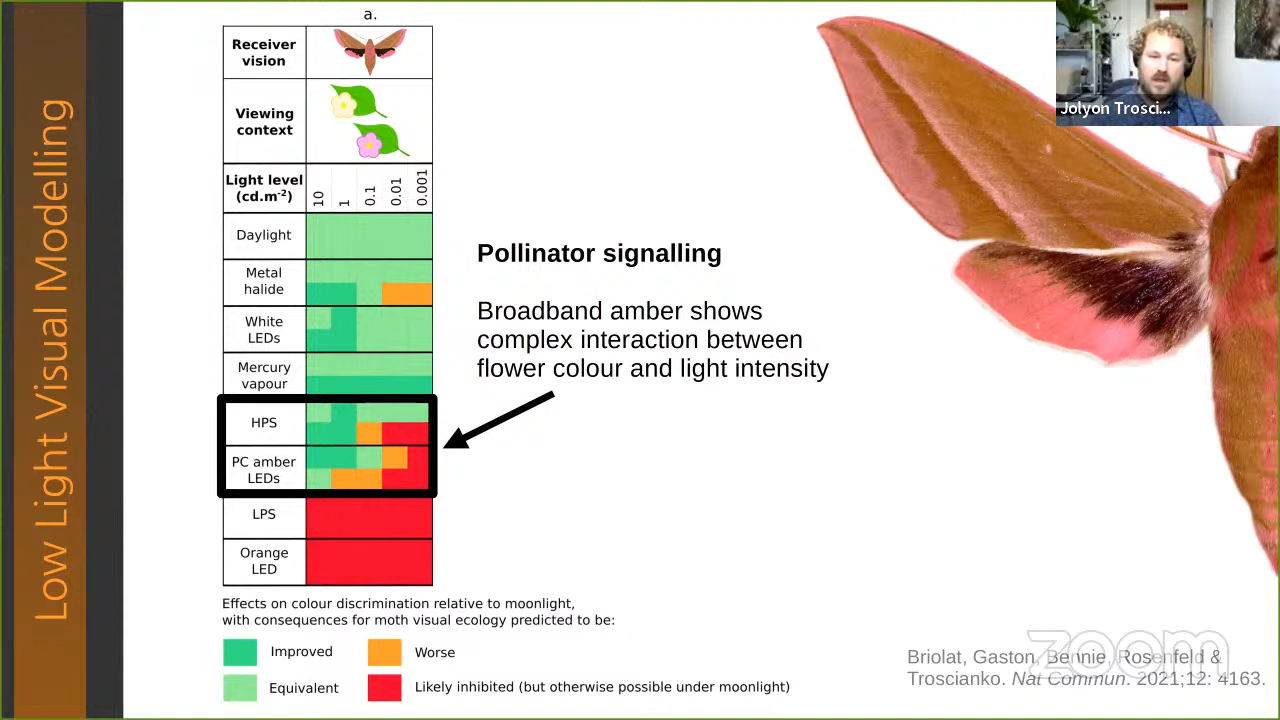 Low Light Visual Modelling
a.
Receiver
vision
Viewing
context
Light level
(cd.m-2)
10
1
0.1
0.01
0.001
Daylight
Metal
halide
White
LEDs
Mercury
vapour
HPS
PC amber
LEDs
LPS
Orange
LED
Pollinator signalling
Broadband amber shows
complex interaction between
flower colour and light intensity
Effects on colour discrimination relative to moonlight,
with consequences for moth visual ecology predicted to be:
Improved
Worse
Equivalent
Likely inhibited (but otherwise possible under moonlight)
Jolyon Trosci...
Briolat, Gaston, Bennie, Rosenfeld &
Troscianko. Nat Commun. 2021;12: 4163.
zoom